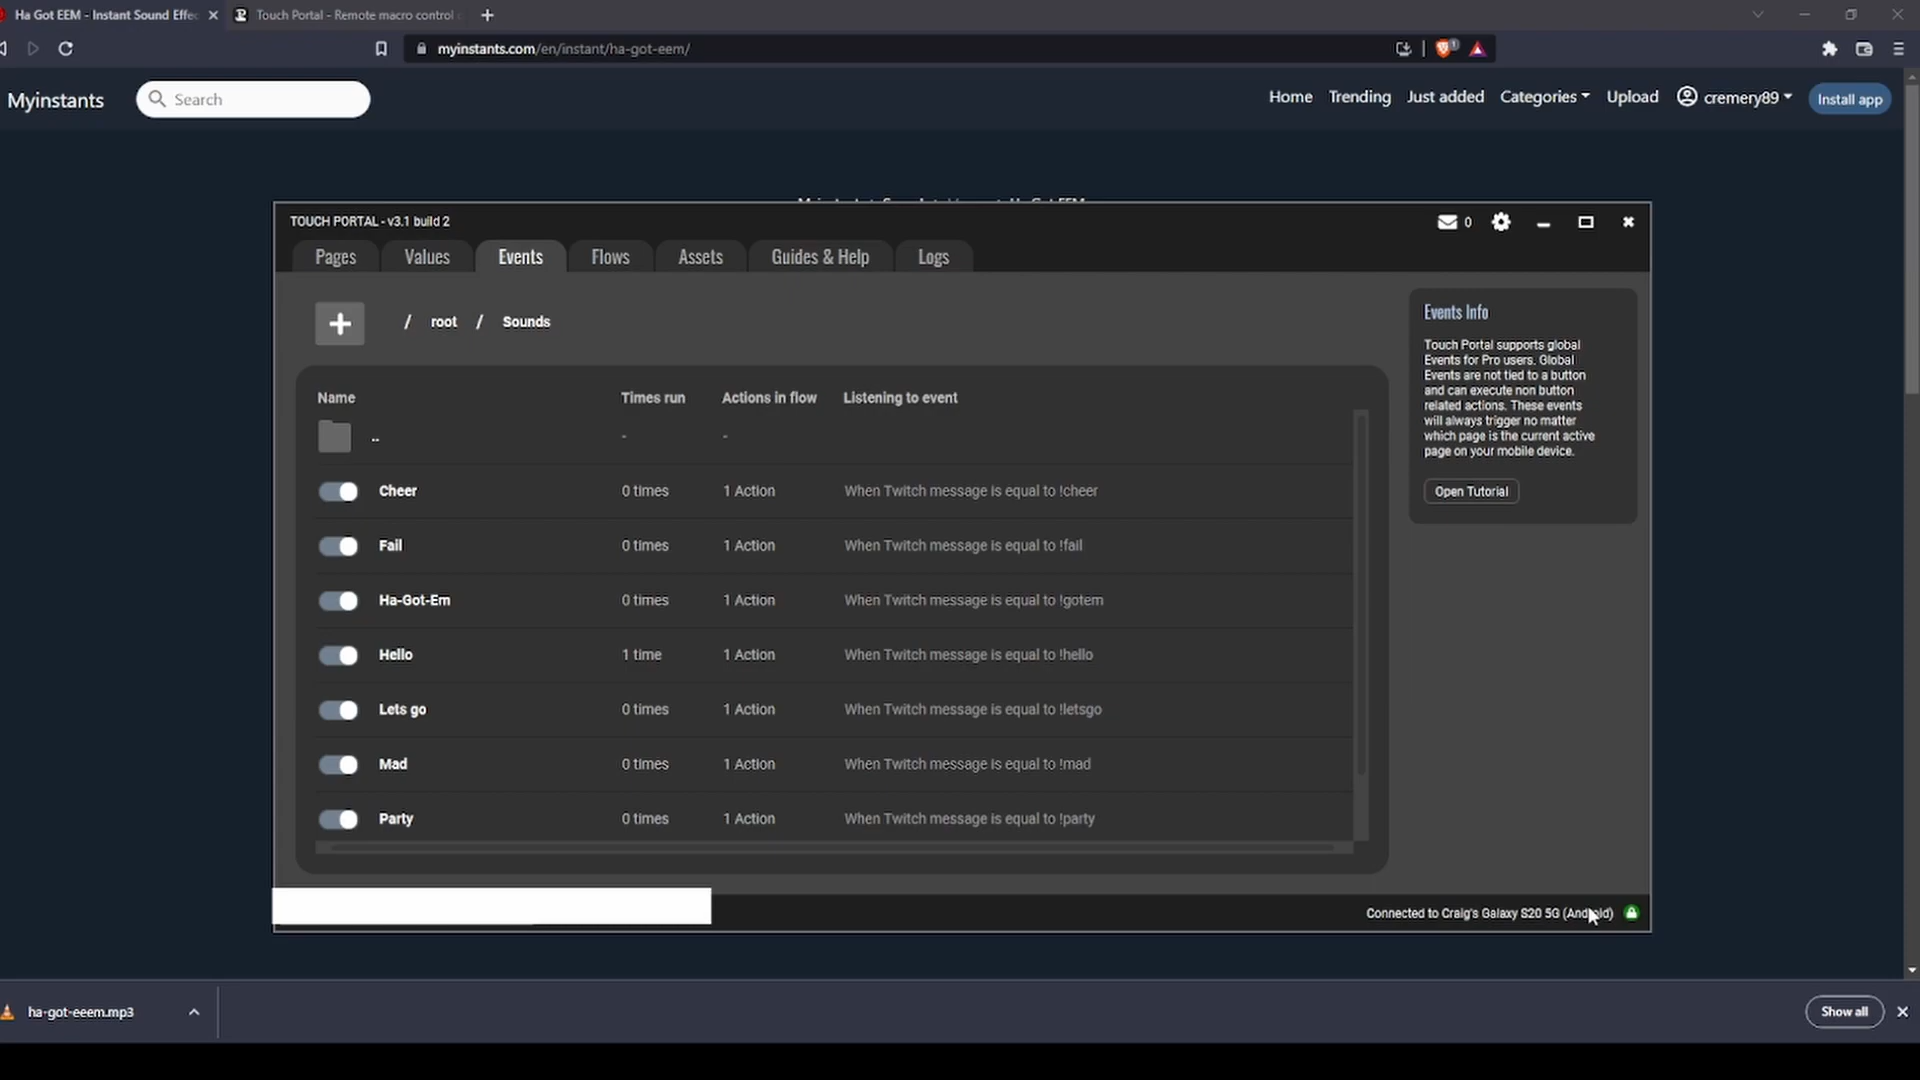 Ha Got EEM - Instant Sound Effec
Touch Portal - Remote macro control
myinstants.com/en/instant/ha-got-eem/
1
Myinstants
Search
Home
Trending
Just added
Categories
Upload
cremery89
Install app
TOUCH PORTAL - v3.1 build 2
0
Pages
Values
Events
Flows
Assets
Guides & Help
Logs
/ root / Sounds
Name Times run Actions in flow Listening to event
.. - -
Cheer 0 times 1 Action When Twitch message is equal to !cheer
Fail 0 times 1 Action When Twitch message is equal to !fail
Ha-Got-Em 0 times 1 Action When Twitch message is equal to !gotem
Hello 1 time 1 Action When Twitch message is equal to !hello
Lets go 0 times 1 Action When Twitch message is equal to !letsgo
Mad 0 times 1 Action When Twitch message is equal to !mad
Party 0 times 1 Action When Twitch message is equal to !party
Events Info
Touch Portal supports global
Events for Pro users. Global
Events are not tied to a button
and can execute non button
related actions. These events
will always trigger no matter
which page is the current active
page on your mobile device.
Open Tutorial
Connected to Craig's Galaxy S20 5G (Android)
ha-got-eeem.mp3
Show all